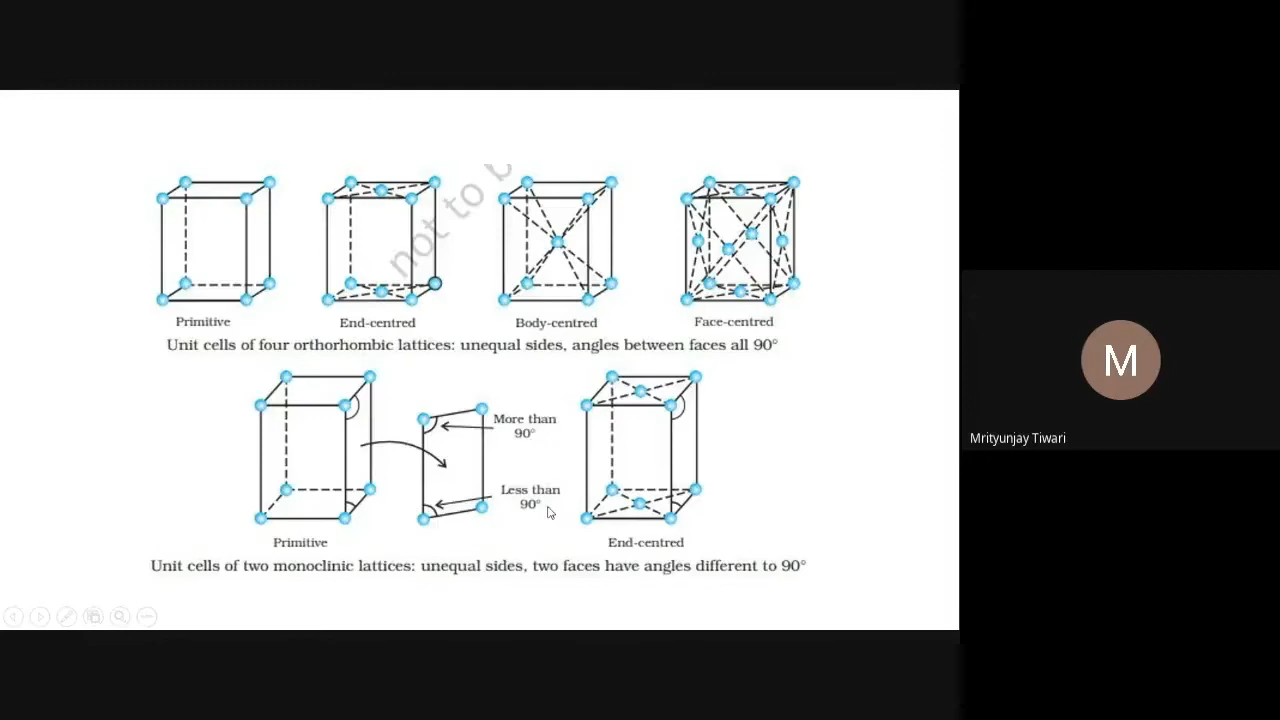 not to b
Primitive
End-centred
Body-centred
Face-centred
Unit cells of four orthorhombic lattices: unequal sides, angles between faces all 90°
More than
90°
Less than
90°
Primitive
End-centred
Unit cells of two monoclinic lattices: unequal sides, two faces have angles different to 90°
M
Mrityunjay Tiwari